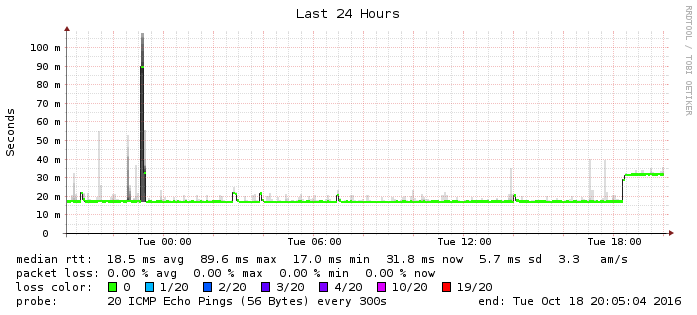 Last 24 Hours
RRDTOOL / TOBI OETIKER
Seconds
100 m
90 m
80 m
70 m
60 m
50 m
40 m
30 m
20 m
10 m
0
Tue 00:00 Tue 06:00 Tue 12:00 Tue 18:00
median rtt: 18.5 ms avg 89.6 ms max 17.0 ms min 31.8 ms now 5.7 ms sd 3.3 am/s
packet loss: 0.00 % avg 0.00 % max 0.00 % min 0.00 % now
loss color: 0 1/20 2/20 3/20 4/20 10/20 19/20
probe: 20 ICMP Echo Pings (56 Bytes) every 300s end: Tue Oct 18 20:05:04 2016